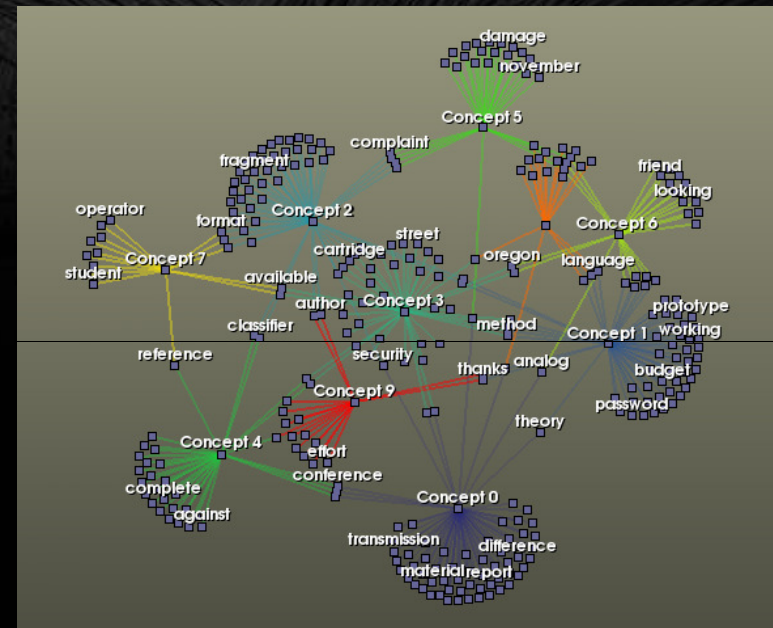 damage
november
Concept 5
complaint
fragment
friend
looking
operator
format
Concept 2
Concept 6
street
cartridge
oregon
language
Concept 7
student
available
author
Concept 3
prototype
classifier
method
Concept 1
working
reference
security
thanks
analog
budget
Concept 9
password
theory
Concept 4
effort
conference
complete
Concept 0
against
transmission
difference
material
report